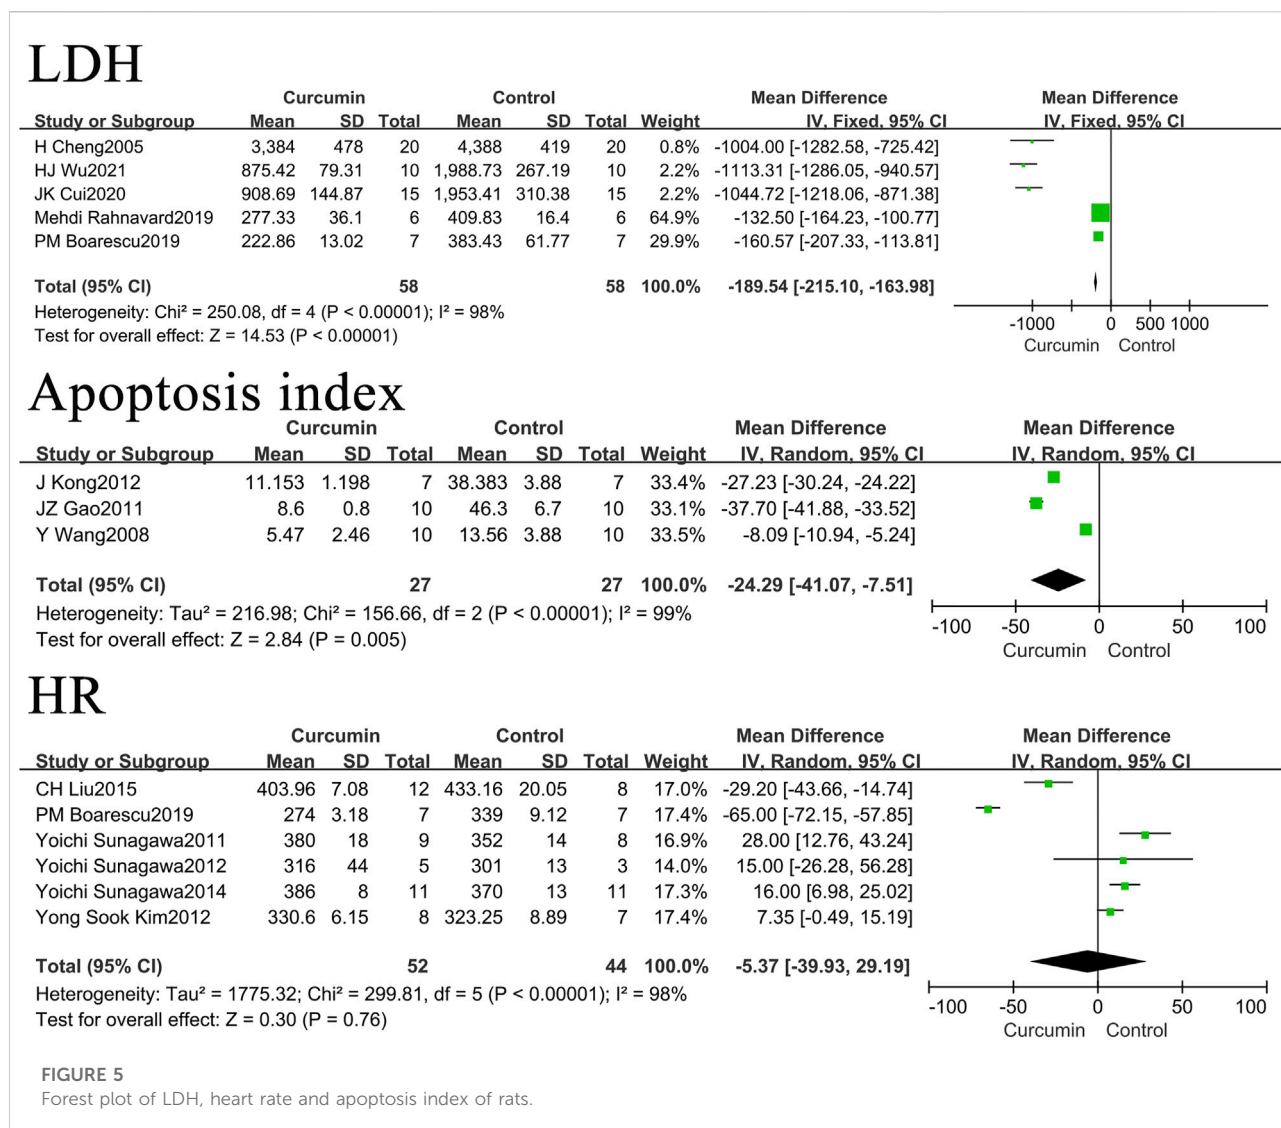 LDH
Curcumin Control Mean Difference Mean Difference
Study or Subgroup Mean SD Total Mean SD Total Weight IV, Fixed, 95% CI IV, Fixed, 95% CI
H Cheng2005 3,384 478 20 4,388 419 20 0.8% -1004.00 [-1282.58, -725.42]
HJ Wu2021 875.42 79.31 10 1,988.73 267.19 10 2.2% -1113.31 [-1286.05, -940.57]
JK Cui2020 908.69 144.87 15 1,953.41 310.38 15 2.2% -1044.72 [-1218.06, -871.38]
Mehdi Rahnavard2019 277.33 36.1 6 409.83 16.4 6 64.9% -132.50 [-164.23, -100.77]
PM Boarescu2019 222.86 13.02 7 383.43 61.77 7 29.9% -160.57 [-207.33, -113.81]
Total (95% CI) 58 58 100.0% -189.54 [-215.10, -163.98]
Heterogeneity: Chi² = 250.08, df = 4 (P < 0.00001); I² = 98%
Test for overall effect: Z = 14.53 (P < 0.00001)
-1000 0 500 1000
Curcumin Control
Apoptosis index
Curcumin Control Mean Difference Mean Difference
Study or Subgroup Mean SD Total Mean SD Total Weight IV, Random, 95% CI IV, Random, 95% CI
J Kong2012 11.153 1.198 7 38.383 3.88 7 33.4% -27.23 [-30.24, -24.22]
JZ Gao2011 8.6 0.8 10 46.3 6.7 10 33.1% -37.70 [-41.88, -33.52]
Y Wang2008 5.47 2.46 10 13.56 3.88 10 33.5% -8.09 [-10.94, -5.24]
Total (95% CI) 27 27 100.0% -24.29 [-41.07, -7.51]
Heterogeneity: Tau² = 216.98; Chi² = 156.66, df = 2 (P < 0.00001); I² = 99%
Test for overall effect: Z = 2.84 (P = 0.005)
-100 -50 0 50 100
Curcumin Control
HR
Curcumin Control Mean Difference Mean Difference
Study or Subgroup Mean SD Total Mean SD Total Weight IV, Random, 95% CI IV, Random, 95% CI
CH Liu2015 403.96 7.08 12 433.16 20.05 8 17.0% -29.20 [-43.66, -14.74]
PM Boarescu2019 274 3.18 7 339 9.12 7 17.4% -65.00 [-72.15, -57.85]
Yoichi Sunagawa2011 380 18 9 352 14 8 16.9% 28.00 [12.76, 43.24]
Yoichi Sunagawa2012 316 44 5 301 13 3 14.0% 15.00 [-26.28, 56.28]
Yoichi Sunagawa2014 386 8 11 370 13 11 17.3% 16.00 [6.98, 25.02]
Yong Sook Kim2012 330.6 6.15 8 323.25 8.89 7 17.4% 7.35 [-0.49, 15.19]
Total (95% CI) 52 44 100.0% -5.37 [-39.93, 29.19]
Heterogeneity: Tau² = 1775.32; Chi² = 299.81, df = 5 (P < 0.00001); I² = 98%
Test for overall effect: Z = 0.30 (P = 0.76)
-100 -50 0 50 100
Curcumin Control
FIGURE 5
Forest plot of LDH, heart rate and apoptosis index of rats.